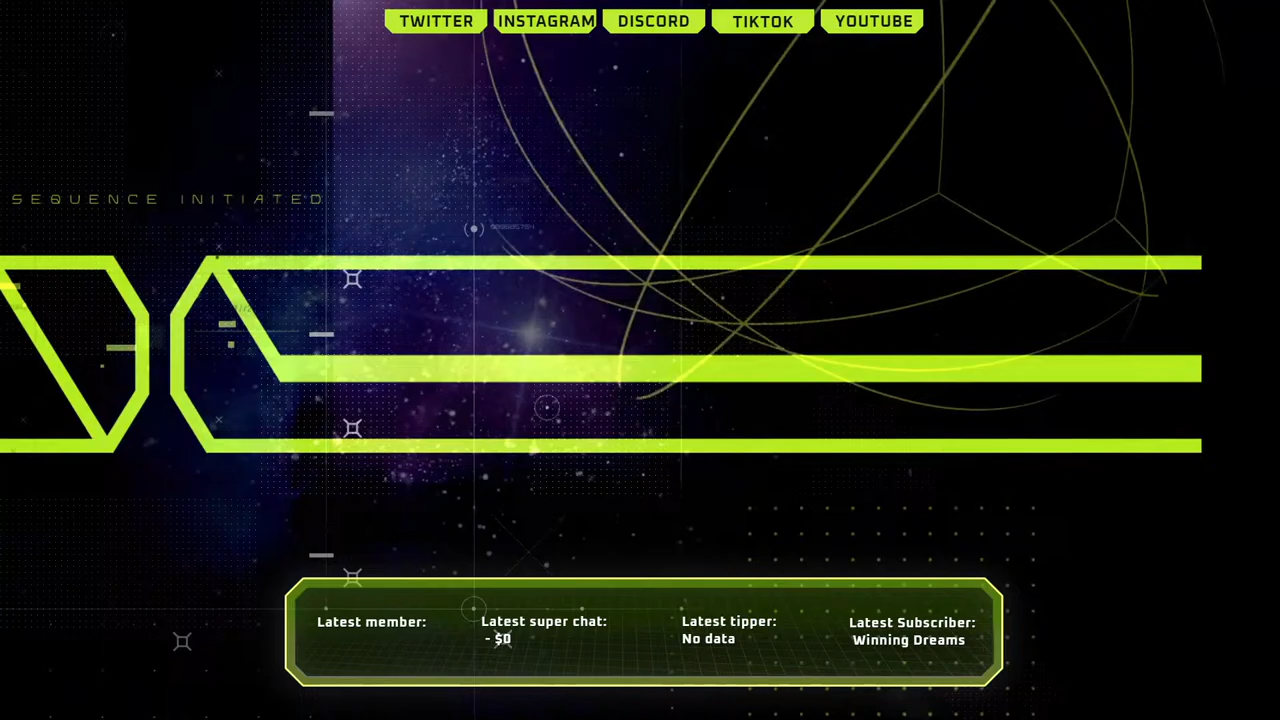 TWITTER INSTAGRAM DISCORD TIKTOK YOUTUBE
SEQUENCE INITIATED
Latest member:
Latest super chat:
- $0
Latest tipper:
No data
Latest Subscriber:
Winning Dreams